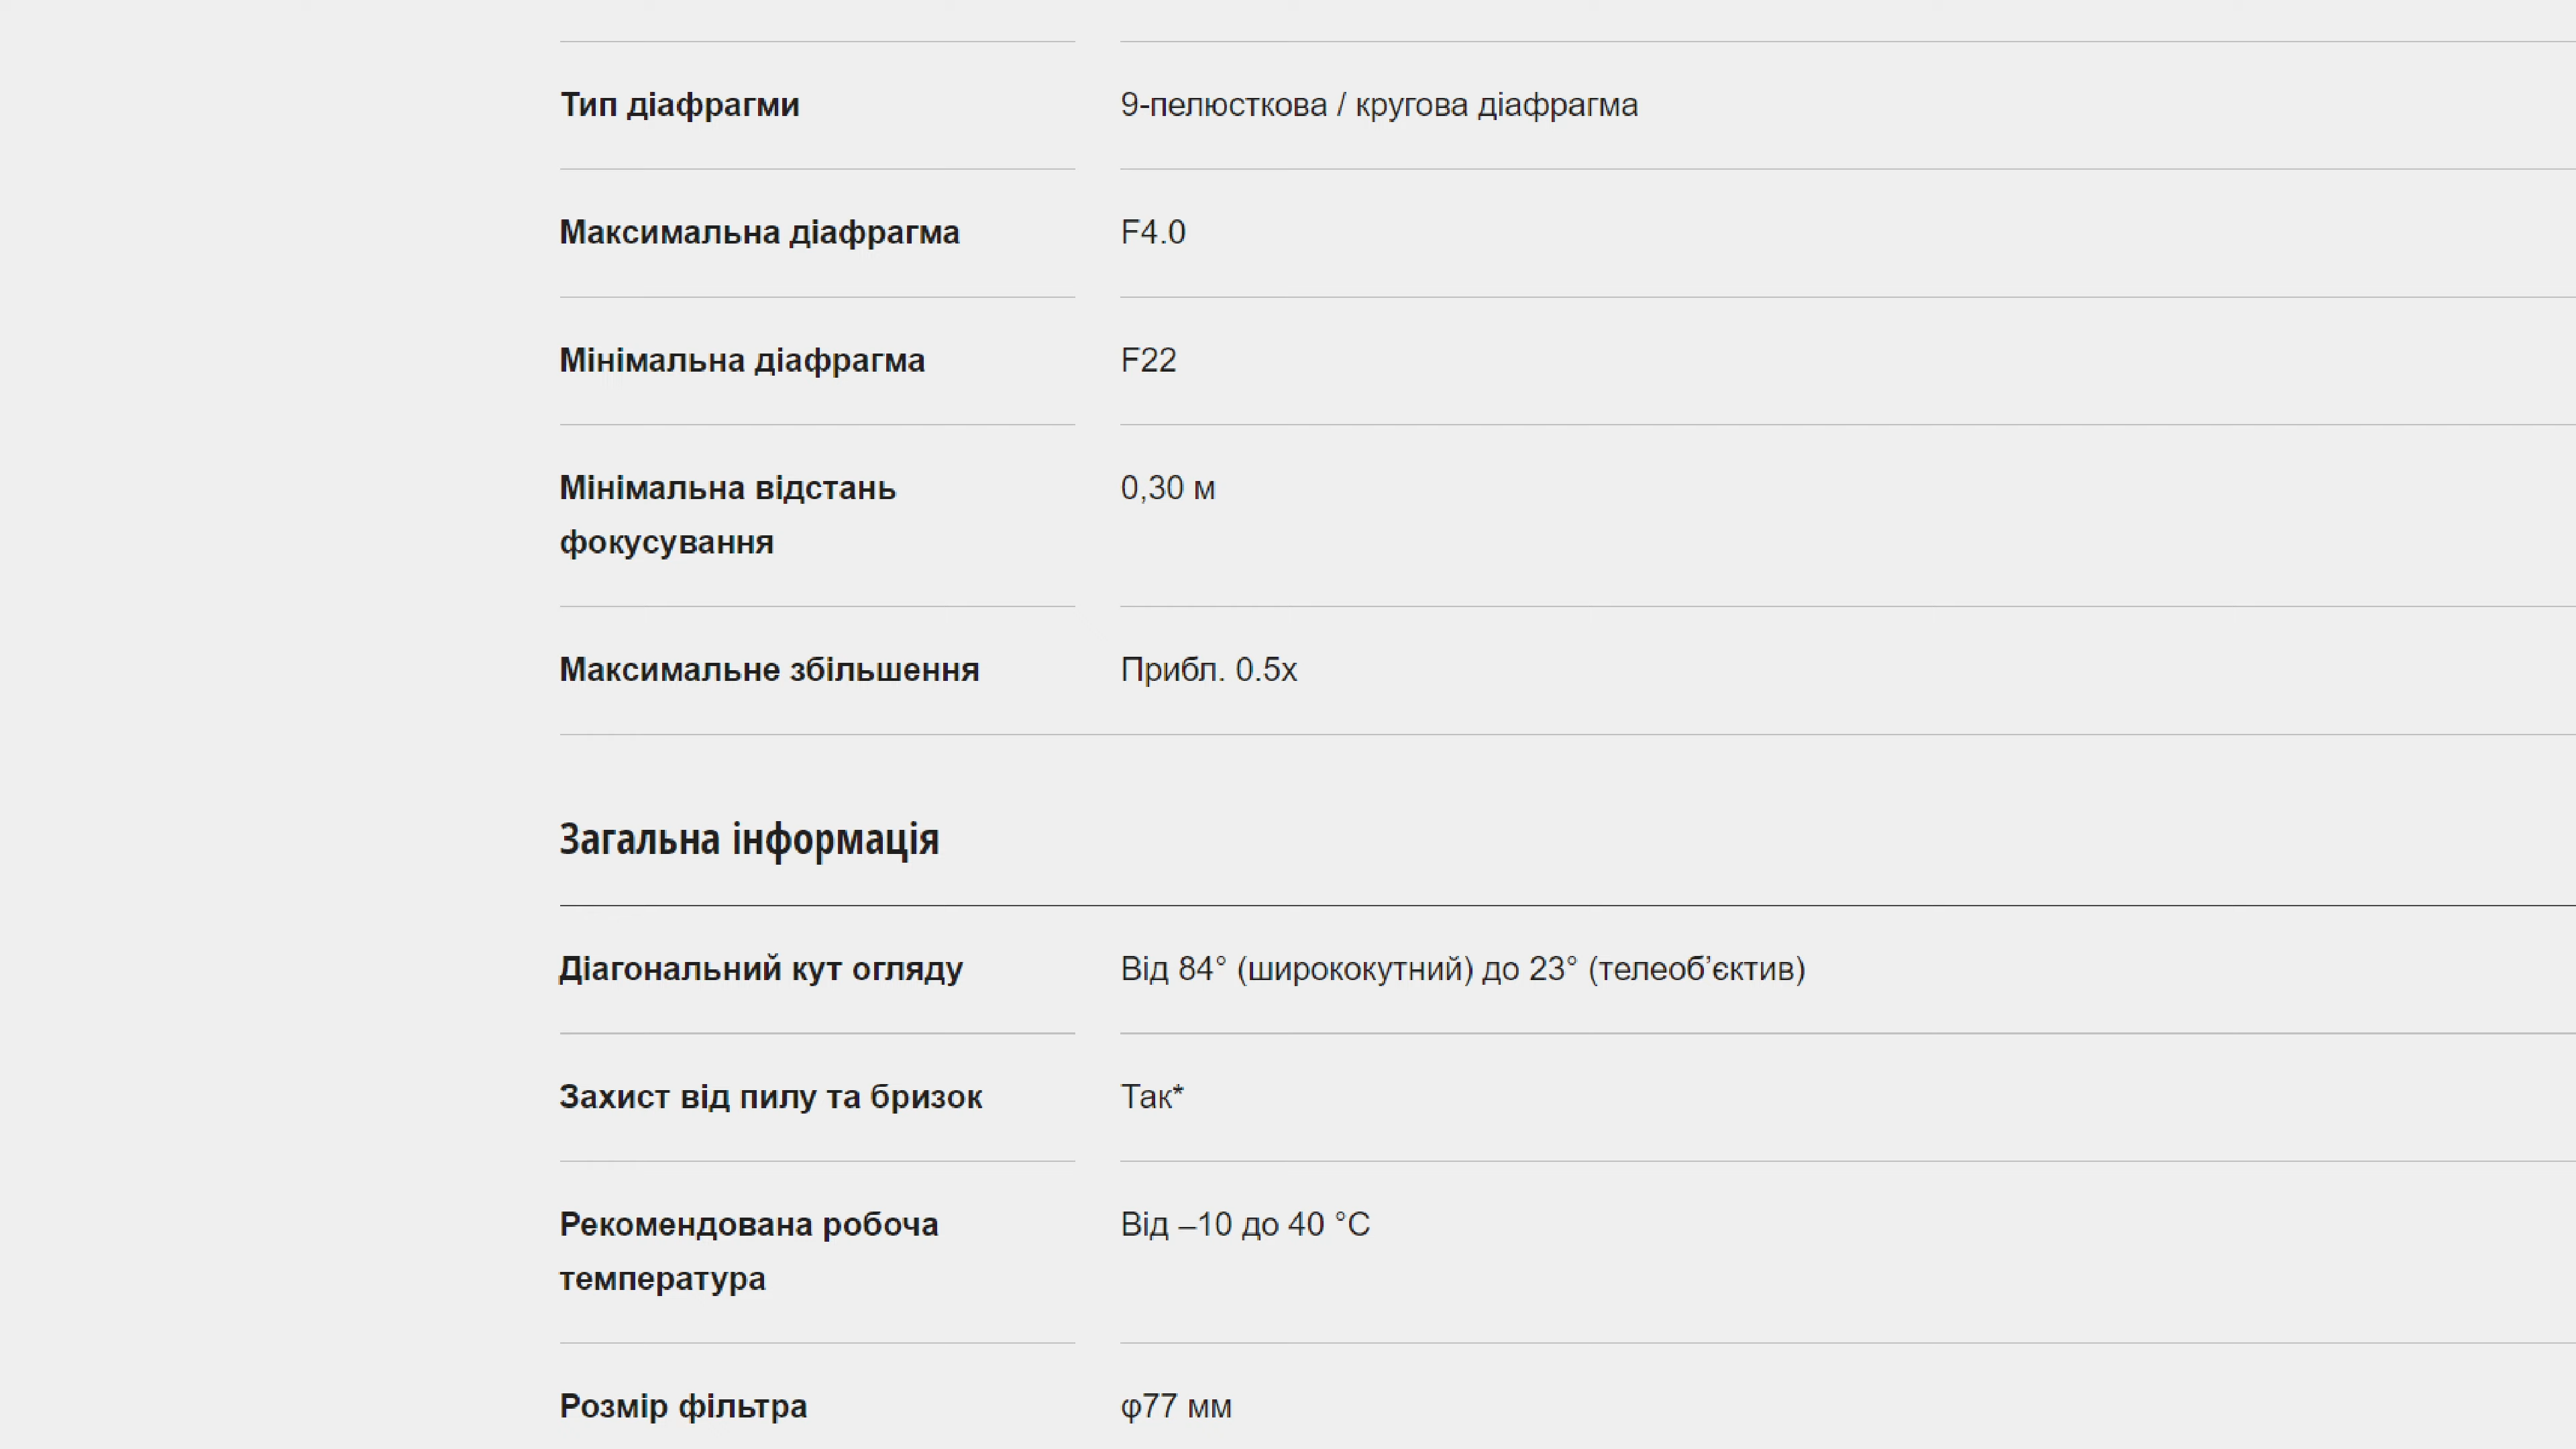 Тип діафрагми
9-пелюсткова / кругова діафрагма
Максимальна діафрагма
F4.0
Мінімальна діафрагма
F22
Мінімальна відстань
фокусування
0,30 м
Максимальне збільшення
Прибл. 0.5x
Загальна інформація
Діагональний кут огляду
Від 84° (ширококутний) до 23° (телеоб’єктив)
Захист від пилу та бризок
Так*
Рекомендована робоча
температура
Від –10 до 40 °C
Розмір фільтра
φ77 мм